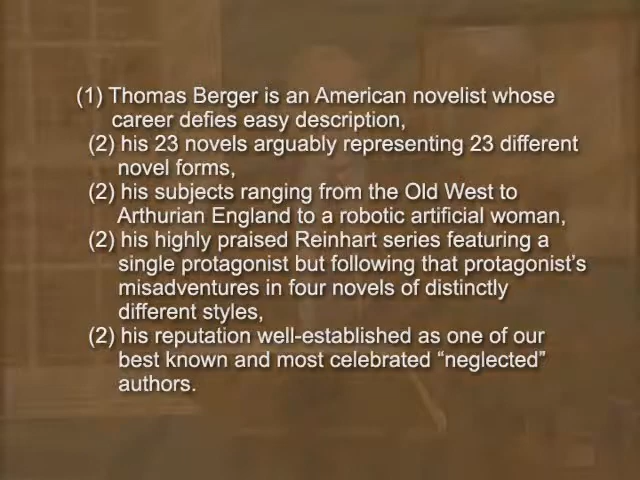 (1) Thomas Berger is an American novelist whose
career defies easy description,
(2) his 23 novels arguably representing 23 different
novel forms,
(2) his subjects ranging from the Old West to
Arthurian England to a robotic artificial woman,
(2) his highly praised Reinhart series featuring a
single protagonist but following that protagonist’s
misadventures in four novels of distinctly
different styles,
(2) his reputation well-established as one of our
best known and most celebrated “neglected”
authors.